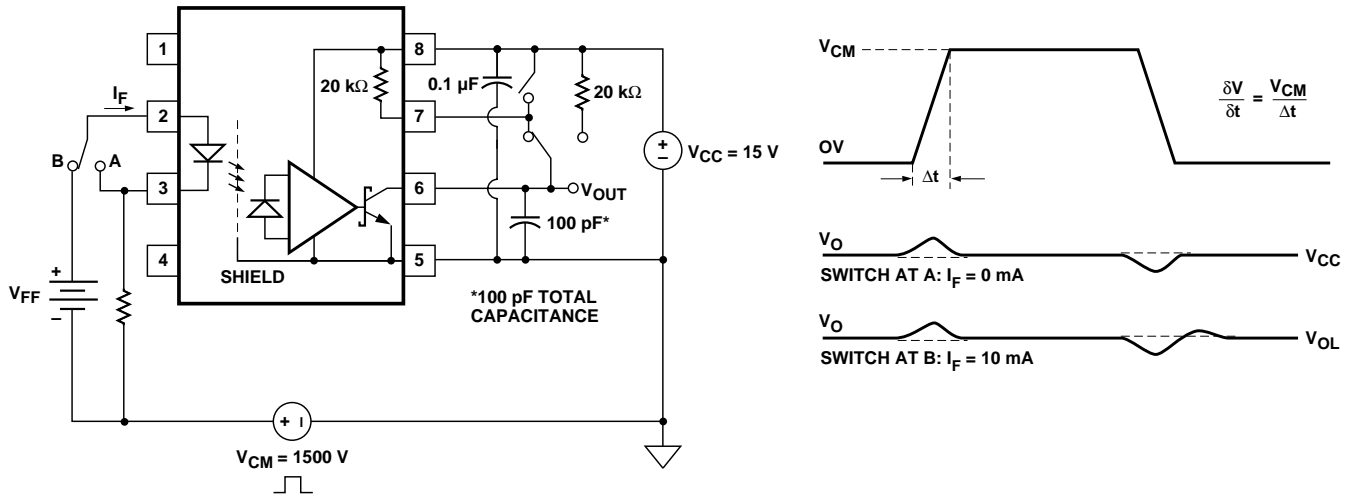 1
2
3
4
8
7
6
5
I_F
B
A
+
–
V_FF
SHIELD
20 kΩ
0.1 µF
20 kΩ
+
–
V_CC = 15 V
V_OUT
100 pF*
*100 pF TOTAL
CAPACITANCE
+ –
V_CM = 1500 V
V_CM
OV
Δt
δV/δt = V_CM/Δt
V_O
V_CC
SWITCH AT A: I_F = 0 mA
V_O
V_OL
SWITCH AT B: I_F = 10 mA